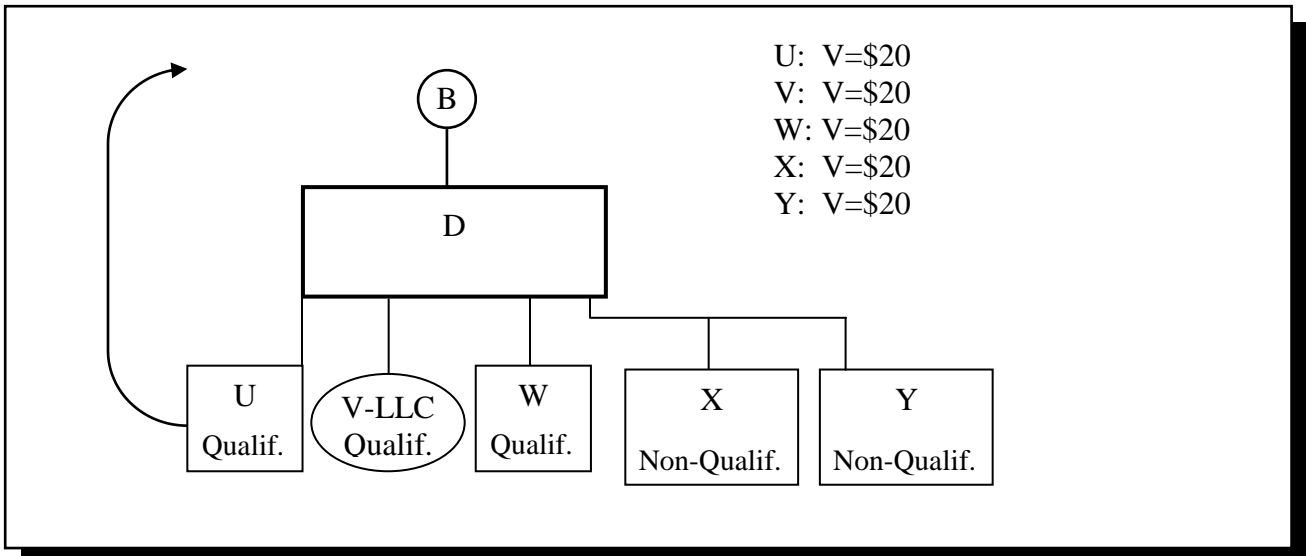 U: V=$20
V: V=$20
W: V=$20
X: V=$20
Y: V=$20
B
D
U
Qualif.
V-LLC
Qualif.
W
Qualif.
X
Non-Qualif.
Y
Non-Qualif.